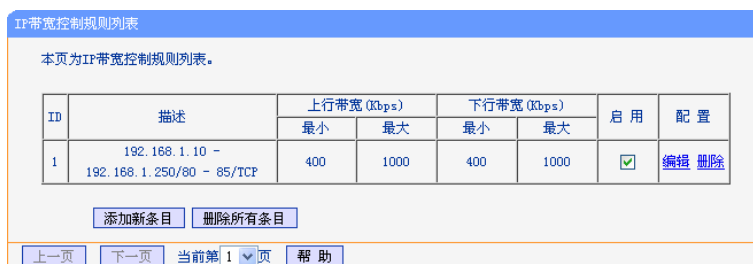 IP带宽控制规则列表
本页为IP带宽控制规则列表。
ID 描述 上行带宽(Kbps) 下行带宽(Kbps) 启 用 配 置
最小 最大 最小 最大
1 192.168.1.10 - 192.168.1.250/80 - 85/TCP 400 1000 400 1000 编辑 删除
添加新条目 删除所有条目
上一页 下一页 当前第 1 页 帮 助